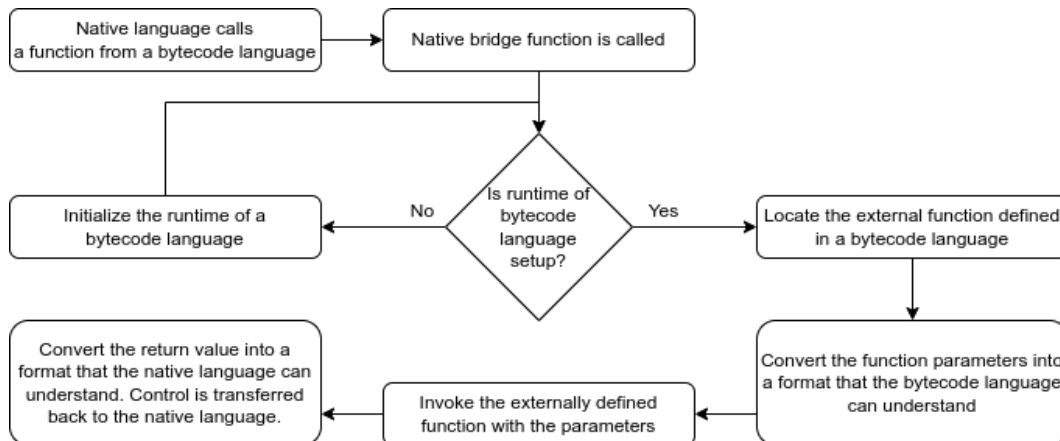 Native language calls
a function from a bytecode language
Native bridge function is called
Is runtime of
bytecode
language
setup?
No
Yes
Initialize the runtime of a
bytecode language
Locate the external function defined
in a bytecode language
Convert the return value into a
format that the native language can
understand. Control is transferred
back to the native language.
Invoke the externally defined
function with the parameters
Convert the function parameters into
a format that the bytecode language
can understand